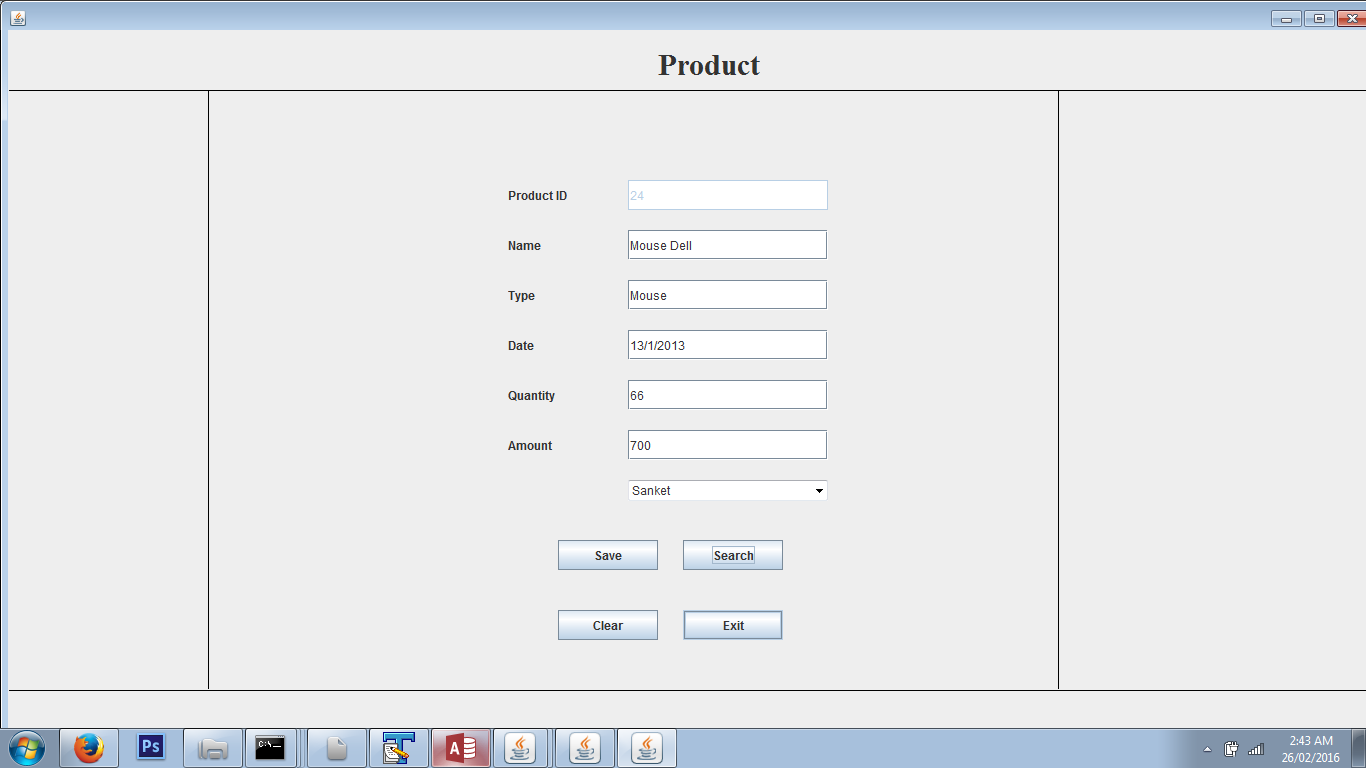 Product
Product ID 24
Name Mouse Dell
Type Mouse
Date 13/1/2013
Quantity 66
Amount 700
Sanket
Save Search
Clear Exit
Ps C:\ A
2:43 AM
26/02/2016